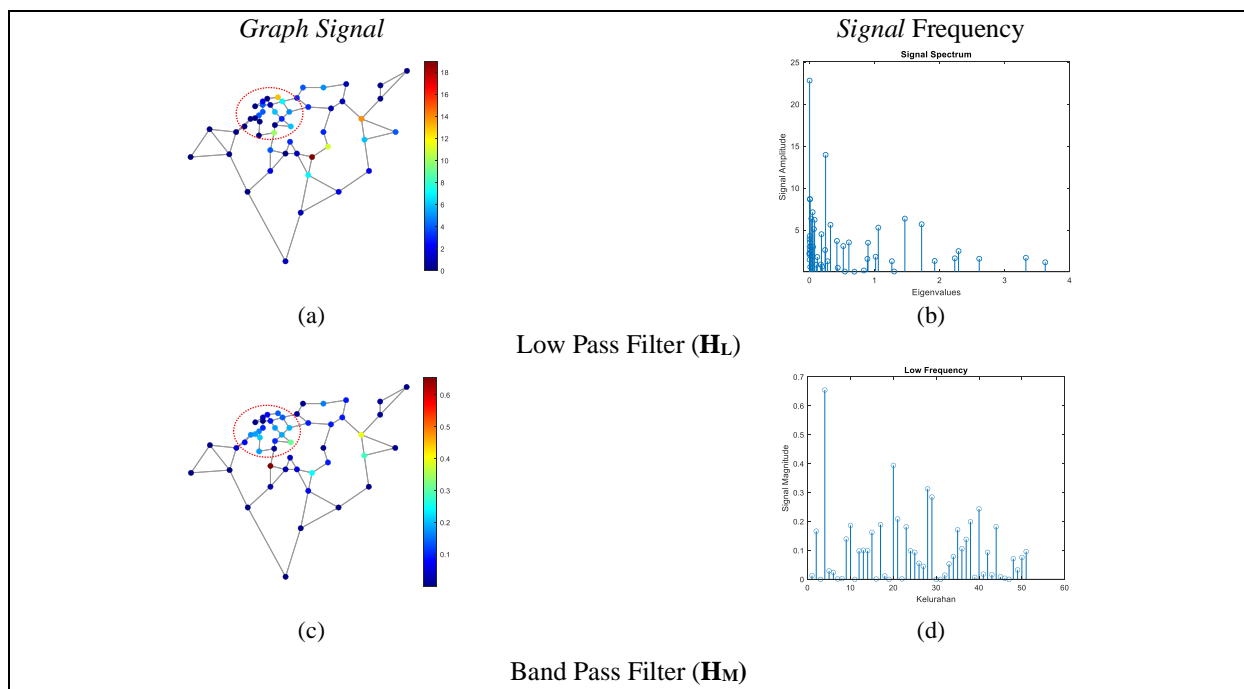 Graph Signal
Signal Frequency
18
16
14
12
10
8
6
4
2
0
Signal Spectrum
Signal Amplitude
25
20
15
10
5
0 1 2 3 4
Eigenvalues
(a)
(b)
Low Pass Filter (HL)
0.6
0.5
0.4
0.3
0.2
0.1
Low Frequency
Signal Magnitude
0.7
0.6
0.5
0.4
0.3
0.2
0.1
0
0 10 20 30 40 50 60
Kelurahan
(c)
(d)
Band Pass Filter (HM)